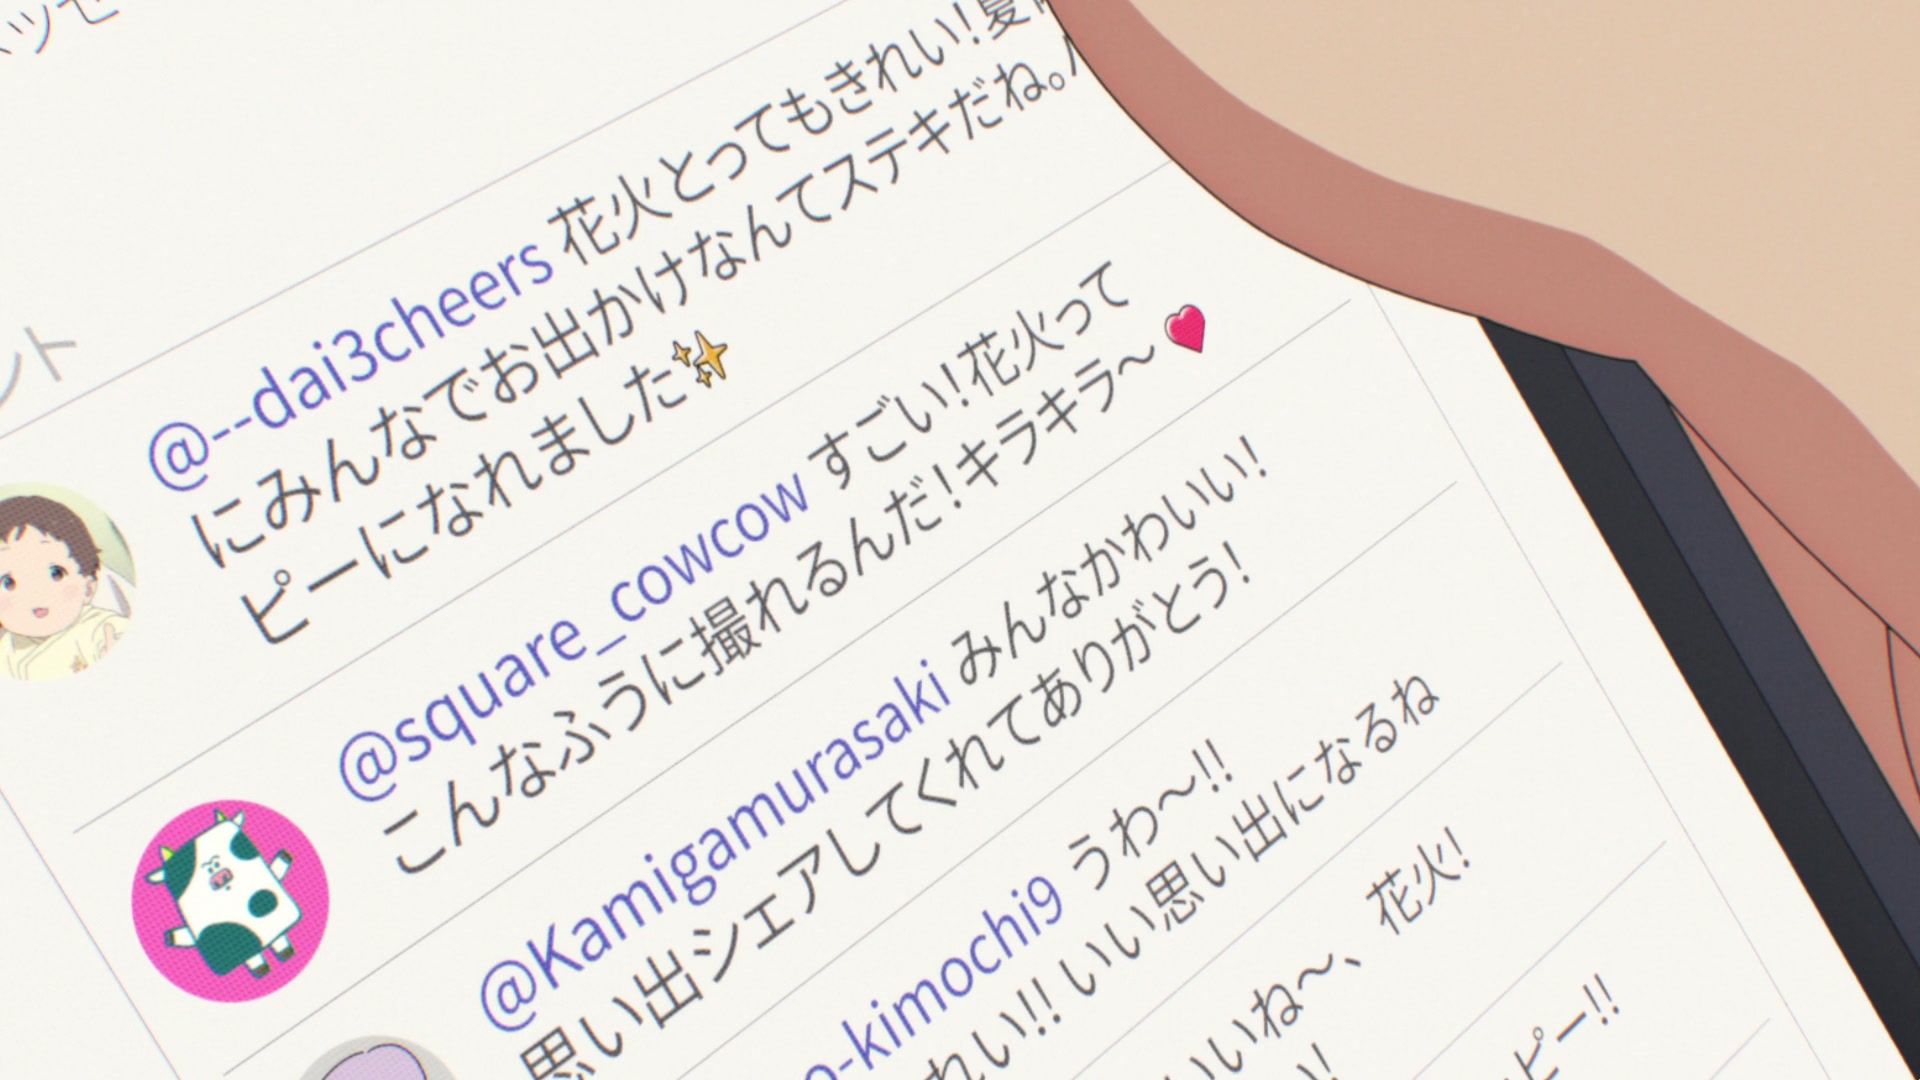 ント
@--dai3cheers 花火とってもきれい!夏
にみんなでお出かけなんてステキだね。
ピーになれました✨
@square_cowcow すごい!花火って
こんなふうに撮れるんだ!キラキラ〜♥
@Kamigamurasaki みんなかわいい!
思い出シェアしてくれてありがとう!
o-kimochi9 うわ〜!!
れい!! いい思い出になるね
いいね〜、花火!
い!
ピー!!